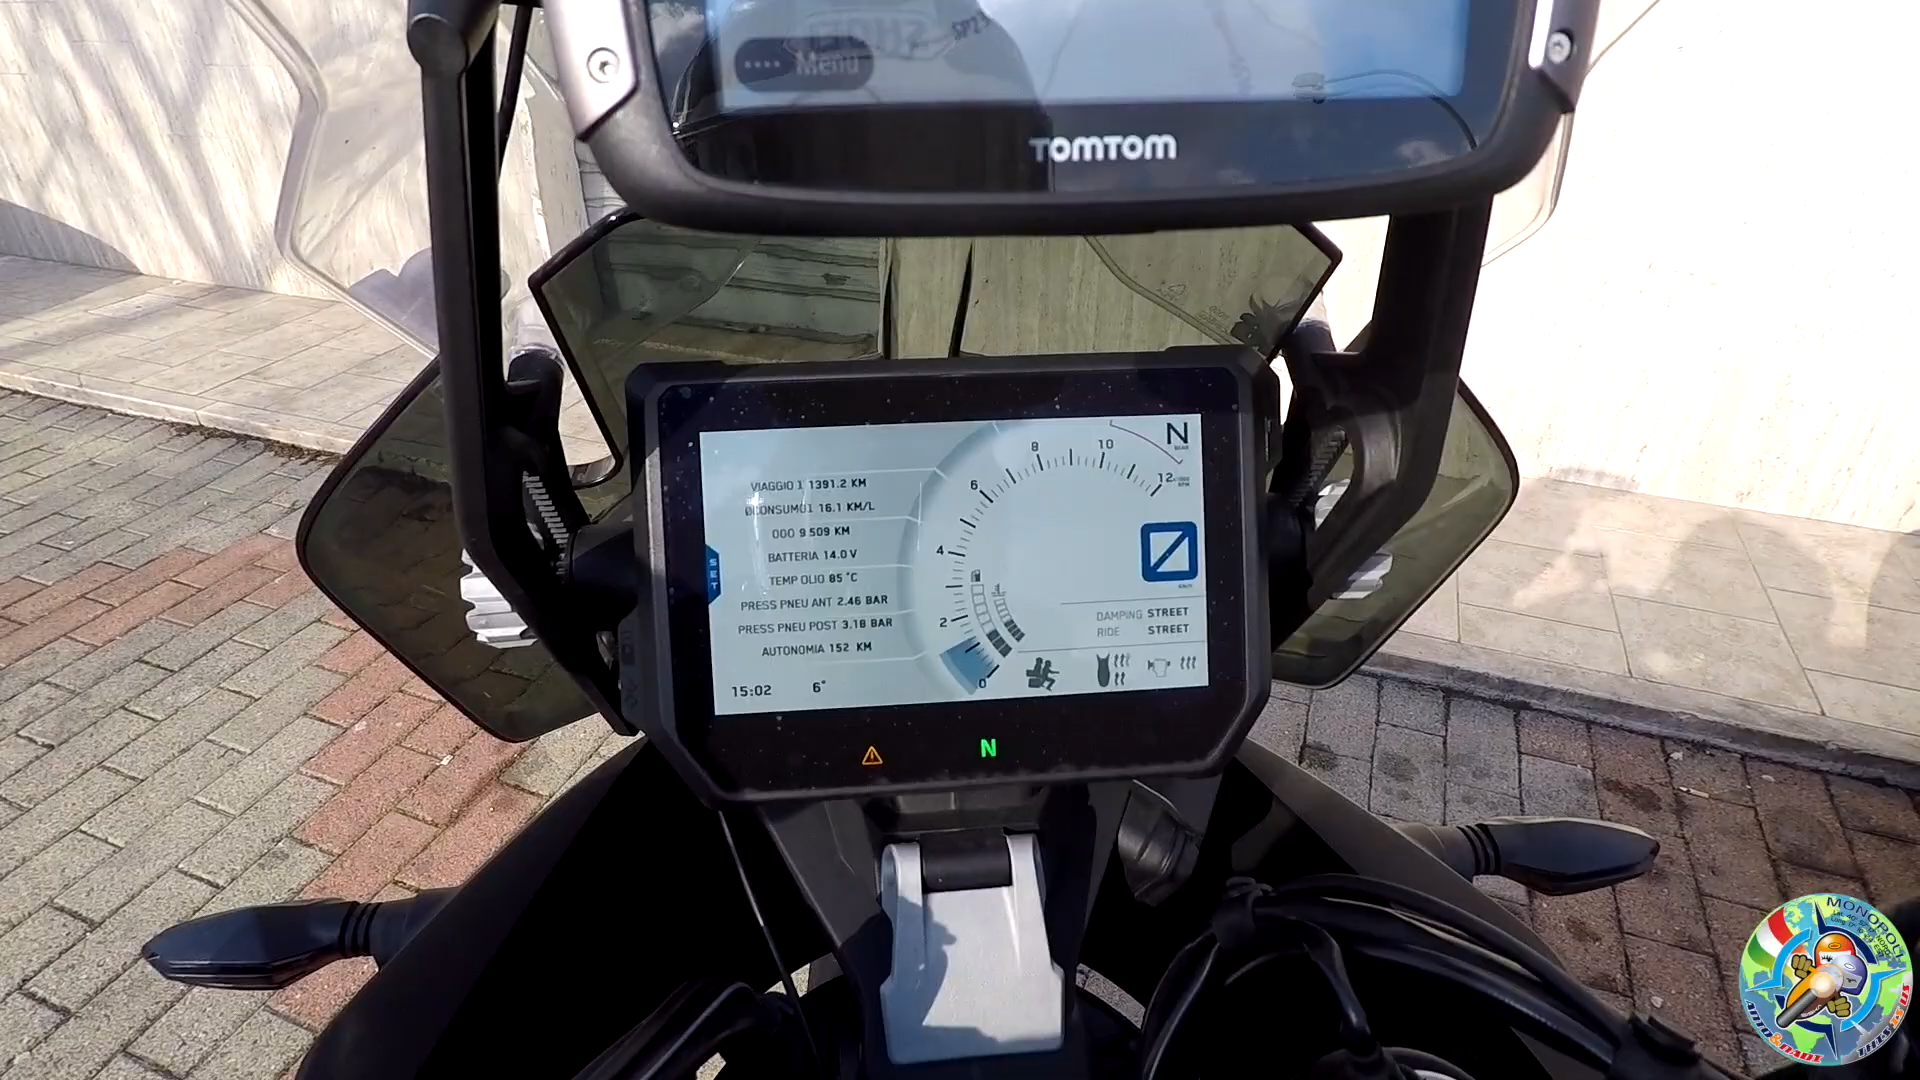 Menu
TOMTOM
VIAGGIO 1 1391.2 KM
ØCONSUMO1 16.1 KM/L
ODO 9 509 KM
BATTERIA 14.0 V
TEMP OLIO 85 °C
PRESS PNEU ANT 2.46 BAR
PRESS PNEU POST 3.18 BAR
AUTONOMIA 152 KM
15:02 6°
SET
0
2
4
6
8
10
12
N
DAMPING STREET
RIDE STREET
N
MONOPOLI